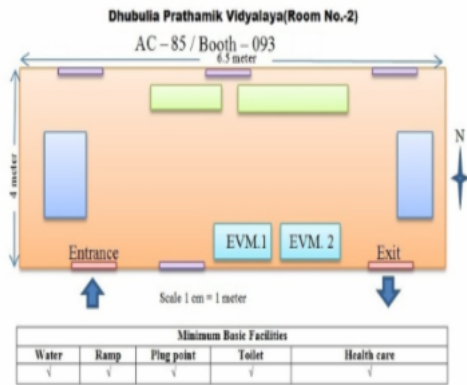 Dhubulia Prathamik Vidyalaya(Room No.-2)
AC – 85 / Booth – 093
6.5 meter
4 meter
N
EVM.1 EVM. 2
Entrance Exit
Scale 1 cm = 1 meter
Minimum Basic Facilities
Water Ramp Plug point Toilet Health care
√ √ √ √ √